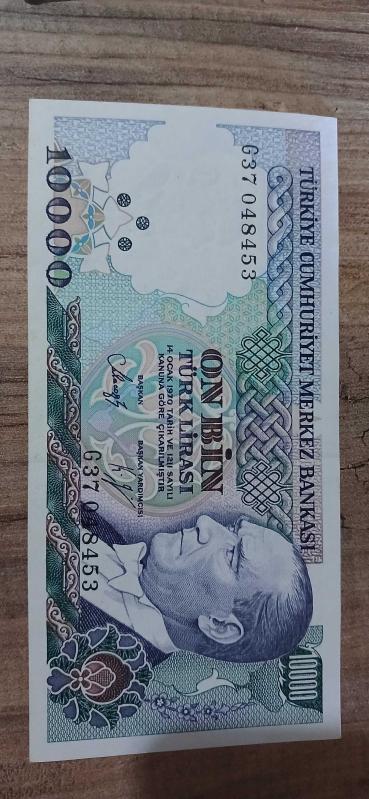 TÜRKİYE CUMHURİYET MERKEZ BANKASI
G37 048453
10000
ON BİN
TÜRK LİRASI
14 OCAK 1970 TARİH VE 1211 SAYILI
KANUNA GÖRE ÇIKARILMIŞTIR
BAŞKAN
BAŞKAN YARDIMCISI
G37 048453
10000